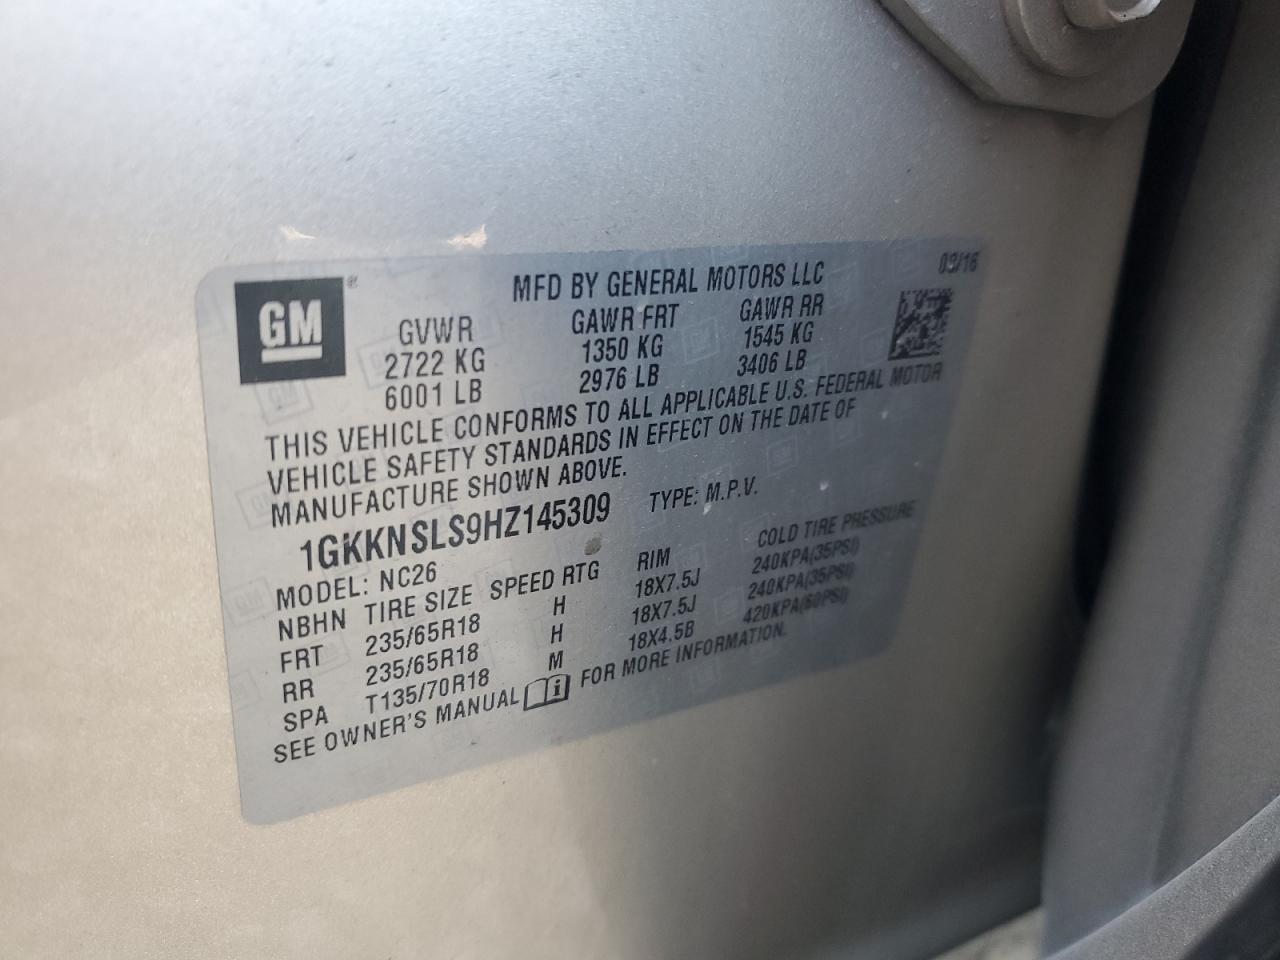 GM ®
MFD BY GENERAL MOTORS LLC
GVWR GAWR FRT GAWR RR
2722 KG 1350 KG 1545 KG
6001 LB 2976 LB 3406 LB
THIS VEHICLE CONFORMS TO ALL APPLICABLE U.S. FEDERAL MOTOR
VEHICLE SAFETY STANDARDS IN EFFECT ON THE DATE OF
MANUFACTURE SHOWN ABOVE.
1GKKNSLS9HZ145309 TYPE: M.P.V.
MODEL: NC26
NBHN TIRE SIZE SPEED RTG RIM COLD TIRE PRESSURE
FRT 235/65R18 H 18X7.5J 240KPA(35PSI)
RR 235/65R18 H 18X7.5J 240KPA(35PSI)
SPA T135/70R18 M 18X4.5B 420KPA(60PSI)
SEE OWNER'S MANUAL i FOR MORE INFORMATION.